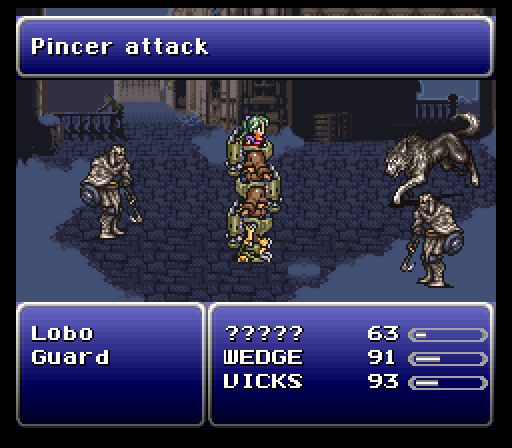 Pincer attack
Lobo
Guard
????? 63
WEDGE 91
VICKS 93